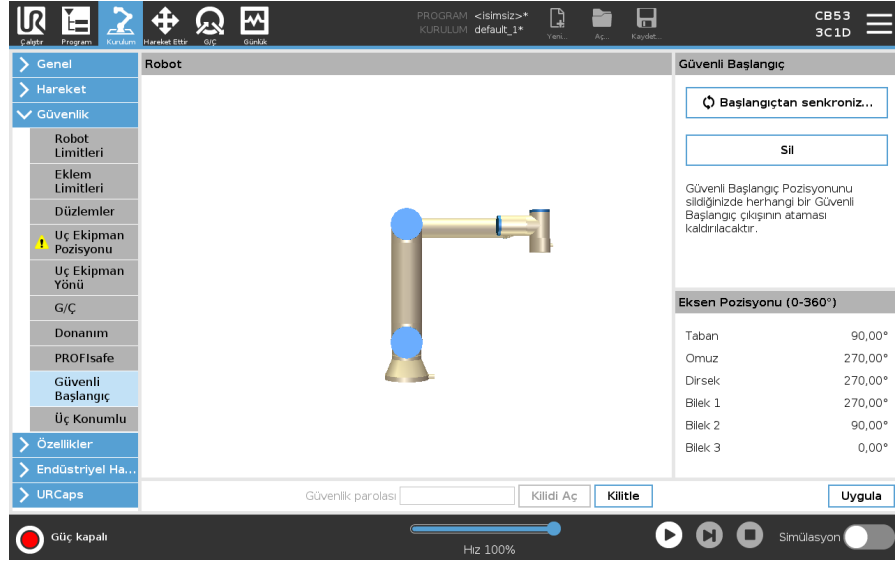 UR
PROGRAM <isimsiz>*
KURULUM default_1*
CB53
3C1D
Çalıştır
Program
Kurulum
Hareket Ettir
G/Ç
Günlük
Yeni...
Aç...
Kaydet...
Genel
Hareket
Güvenlik
Robot
Limitleri
Eklem
Limitleri
Düzlemler
Uç Ekipman
Pozisyonu
Uç Ekipman
Yönü
G/Ç
Donanım
PROFIsafe
Güvenli
Başlangıç
Üç Konumlu
Özellikler
Endüstriyel Ha...
URCaps
Robot
Güvenli Başlangıç
Başlangıçtan senkroniz...
Sil
Güvenli Başlangıç Pozisyonunu
sildiğinizde herhangi bir Güvenli
Başlangıç çıkışının ataması
kaldırılacaktır.
Eksen Pozisyonu (0-360°)
Taban 90,00°
Omuz 270,00°
Dirsek 270,00°
Bilek 1 270,00°
Bilek 2 90,00°
Bilek 3 0,00°
Güvenlik parolası
Kilidi Aç
Kilitle
Uygula
Güç kapalı
Hız 100%
Simülasyon